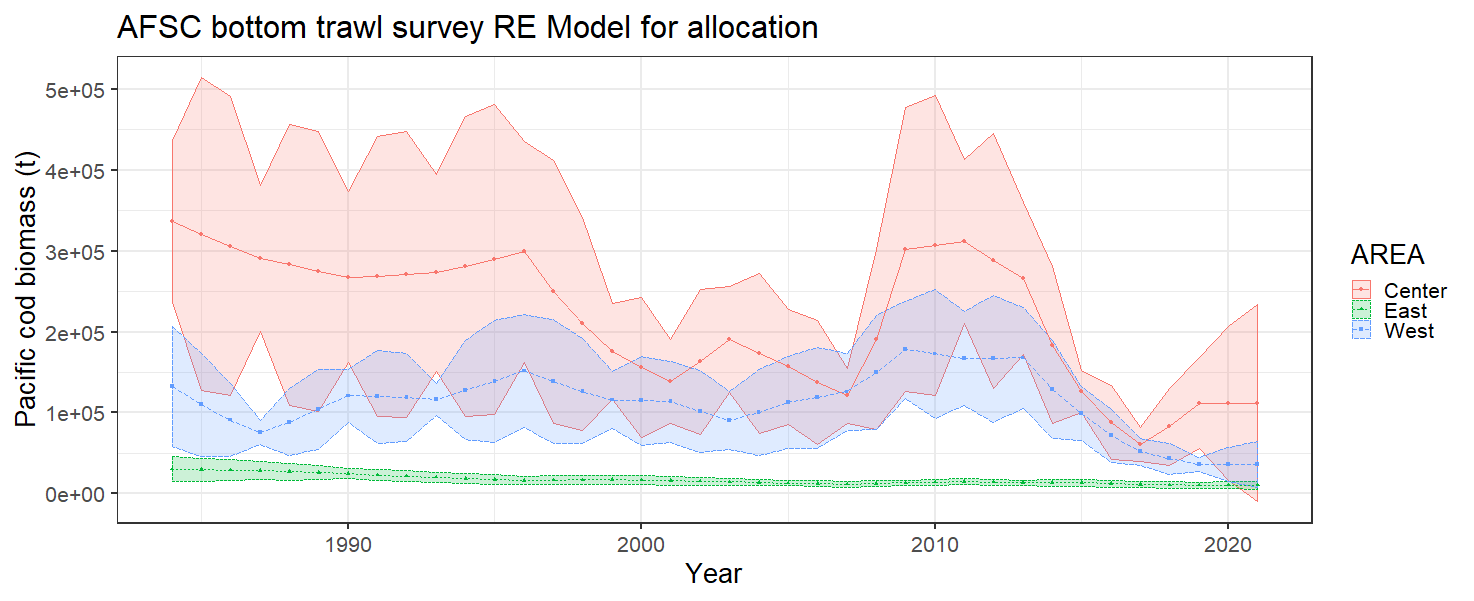 AFSC bottom trawl survey RE Model for allocation
Pacific cod biomass (t)
5e+05
4e+05
3e+05
2e+05
1e+05
0e+00
1990
2000
2010
2020
Year
AREA
Center
East
West